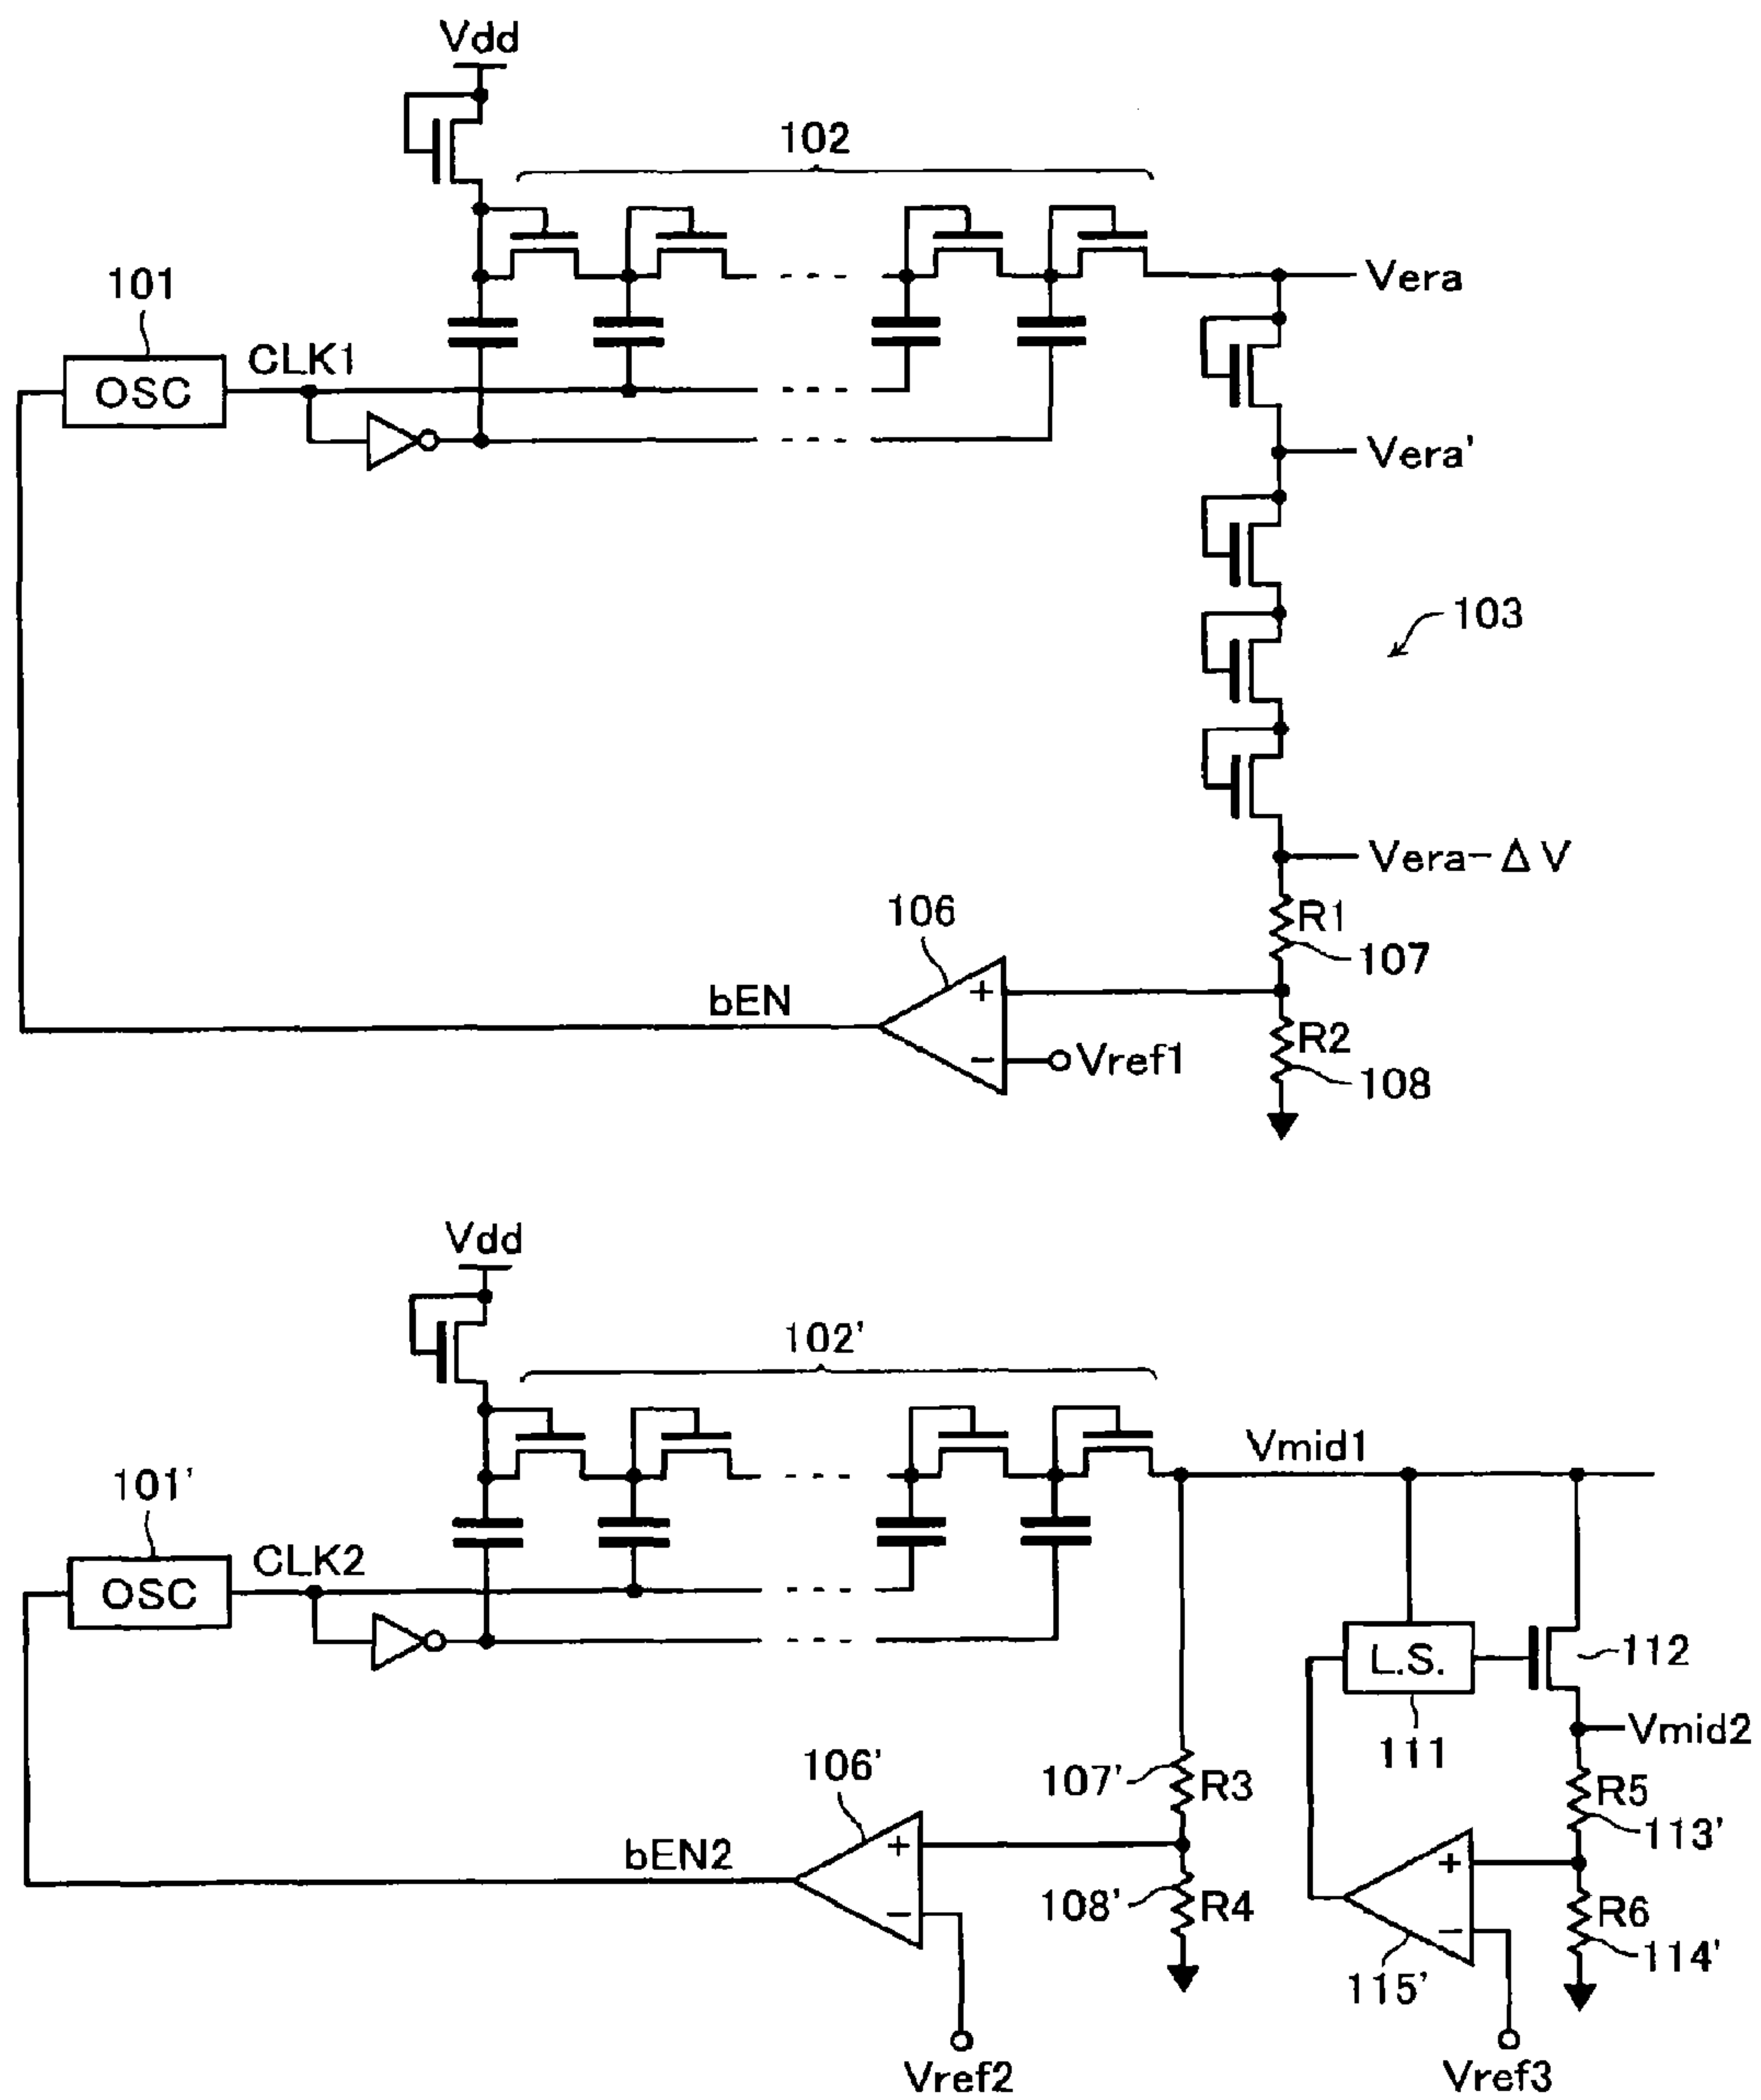 Vdd
102
101
OSC
CLK1
Vera
Vera'
103
Vera-ΔV
106
R1
107
bEN
+
-
Vref1
R2
108
Vdd
102'
Vmid1
101'
OSC
CLK2
L.S.
112
111
Vmid2
106'
107'
R3
R5
113'
bEN2
+
-
108'
R4
+
-
R6
114'
115'
Vref2
Vref3